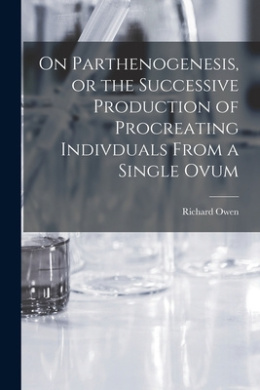 On Parthenogenesis,
or the Successive
Production of
Procreating
Indivduals From a
Single Ovum
Richard Owen